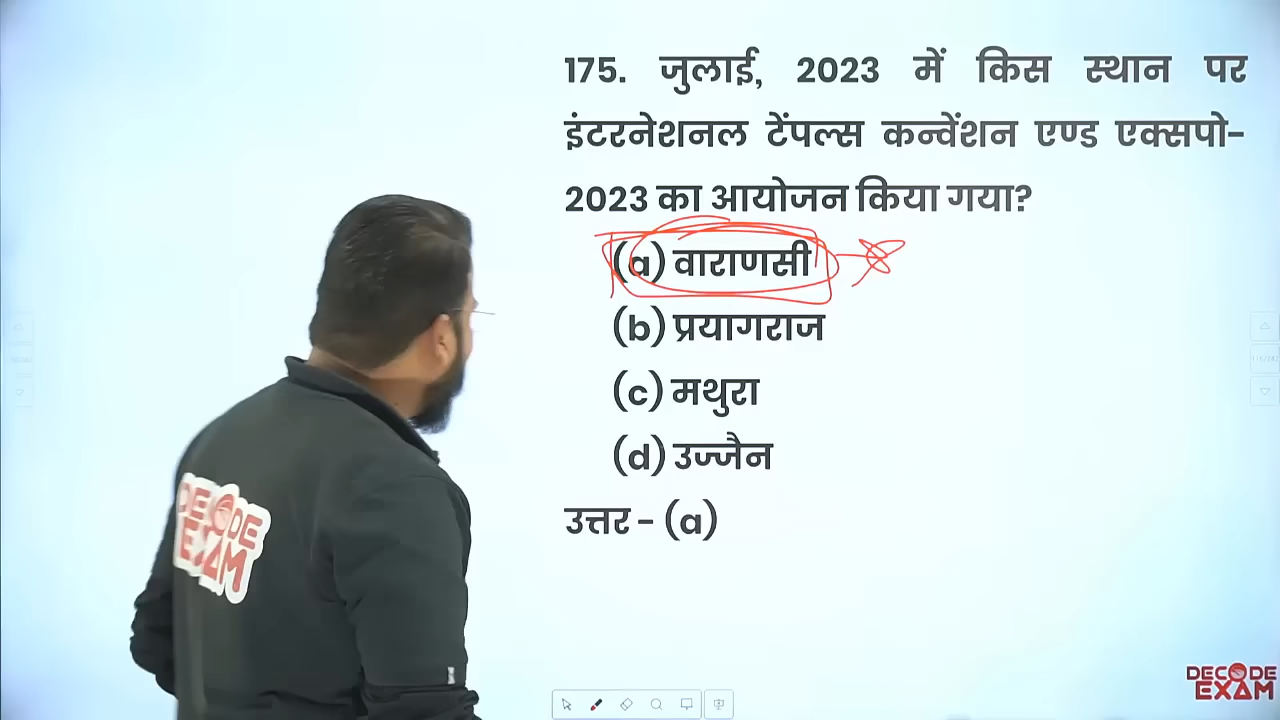 175. जुलाई, 2023 में किस स्थान पर
इंटरनेशनल टेंपल्स कन्वेंशन एण्ड एक्सपो-
2023 का आयोजन किया गया?
(a) वाराणसी
(b) प्रयागराज
(c) मथुरा
(d) उज्जैन
उत्तर - (a)
DECODE
EXAM
DECODE
EXAM